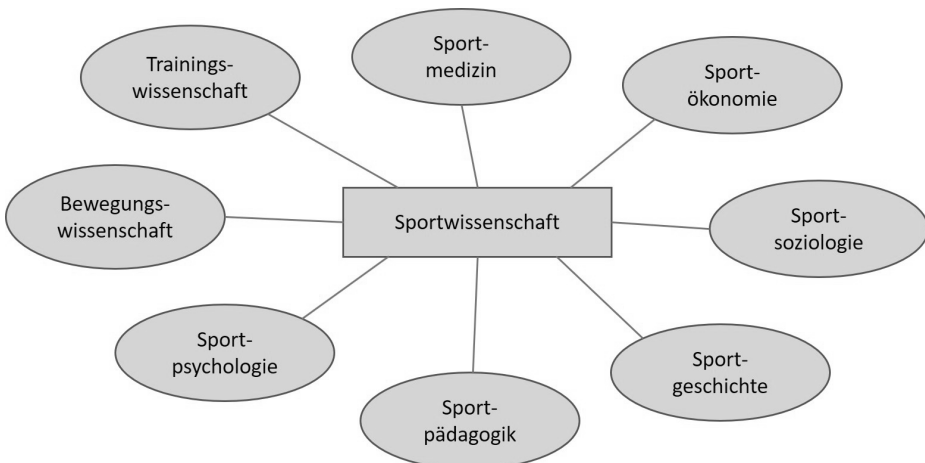 Sport-
medizin
Trainings-
wissenschaft
Sport-
ökonomie
Bewegungs-
wissenschaft
Sportwissenschaft
Sport-
soziologie
Sport-
psychologie
Sport-
geschichte
Sport-
pädagogik